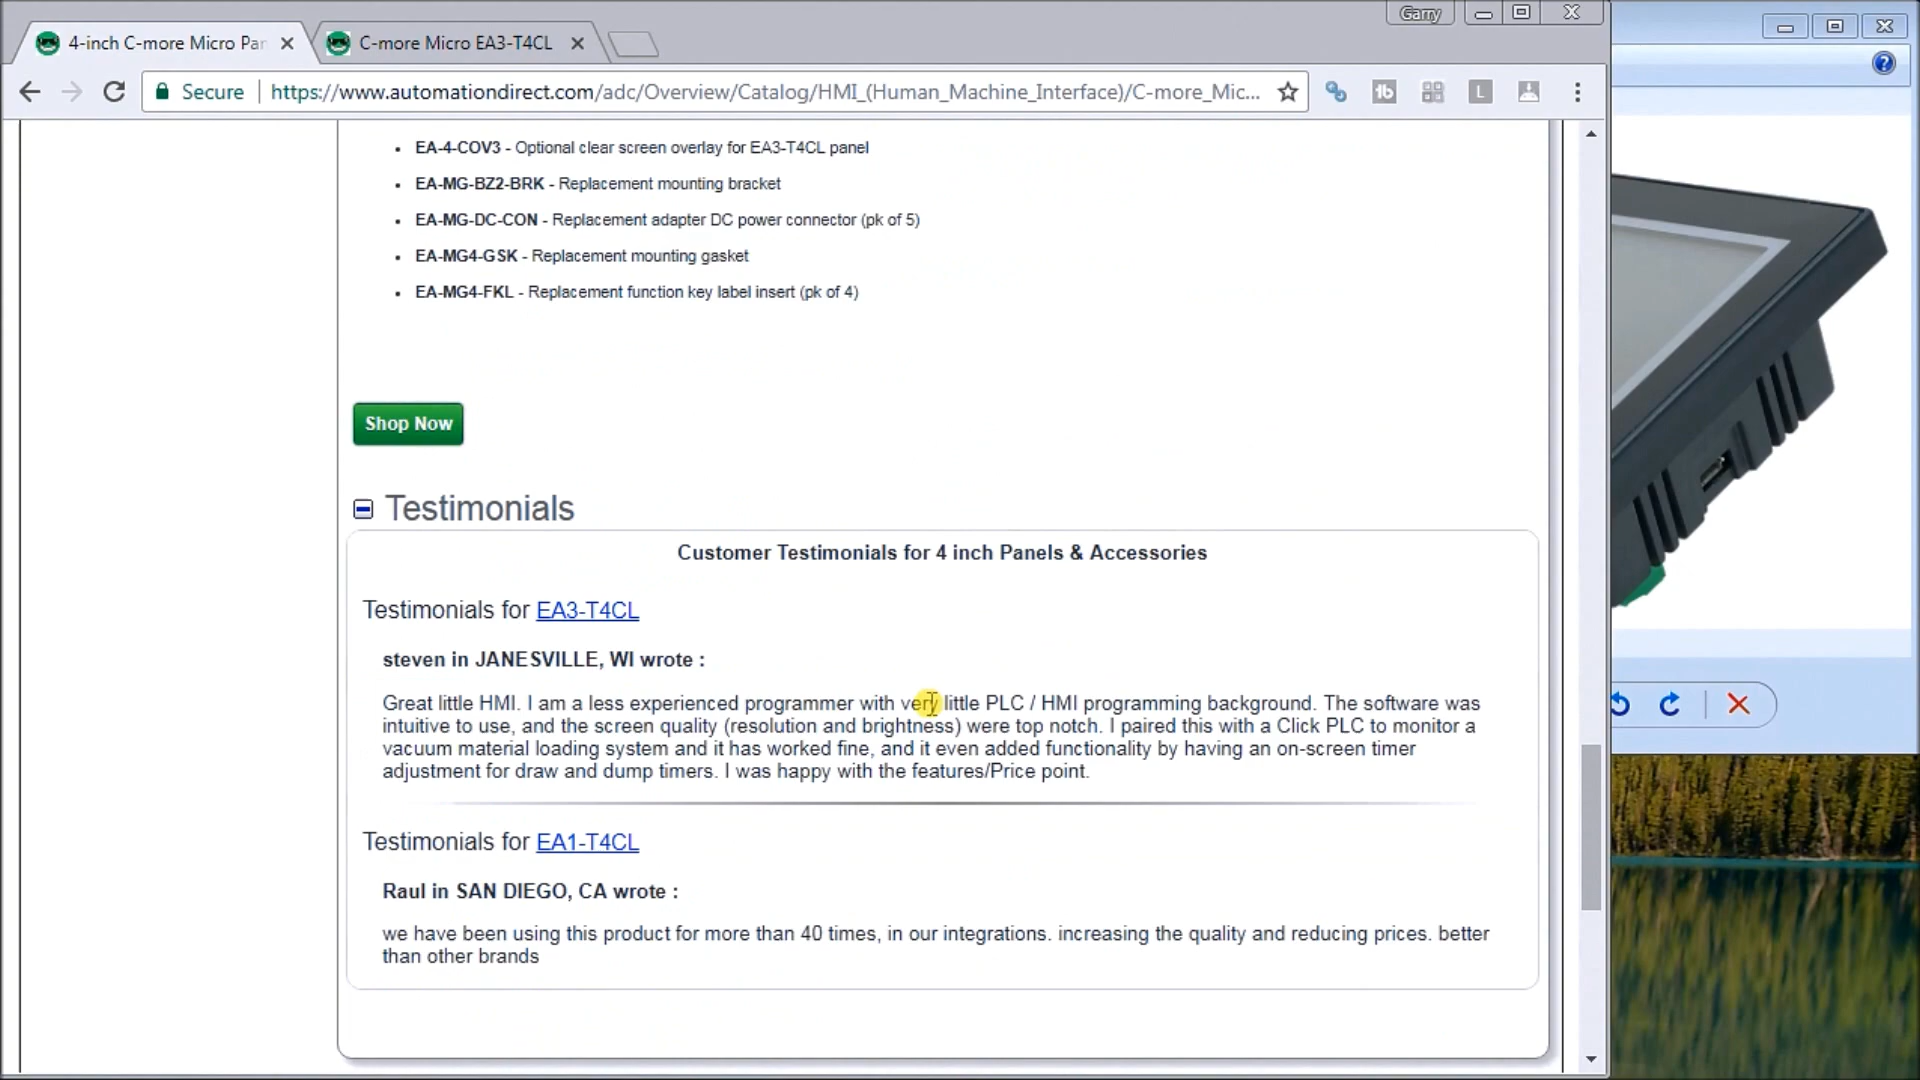 Garry
4-inch C-more Micro Pan
C-more Micro EA3-T4CL
Secure
https://www.automationdirect.com/adc/Overview/Catalog/HMI_(Human_Machine_Interface)/C-more_Mic...
EA-4-COV3 - Optional clear screen overlay for EA3-T4CL panel
EA-MG-BZ2-BRK - Replacement mounting bracket
EA-MG-DC-CON - Replacement adapter DC power connector (pk of 5)
EA-MG4-GSK - Replacement mounting gasket
EA-MG4-FKL - Replacement function key label insert (pk of 4)
Shop Now
Testimonials
Customer Testimonials for 4 inch Panels & Accessories
Testimonials for EA3-T4CL
steven in JANESVILLE, WI wrote :
Great little HMI. I am a less experienced programmer with very little PLC / HMI programming background. The software was
intuitive to use, and the screen quality (resolution and brightness) were top notch. I paired this with a Click PLC to monitor a
vacuum material loading system and it has worked fine, and it even added functionality by having an on-screen timer
adjustment for draw and dump timers. I was happy with the features/Price point.
Testimonials for EA1-T4CL
Raul in SAN DIEGO, CA wrote :
we have been using this product for more than 40 times, in our integrations. increasing the quality and reducing prices. better
than other brands